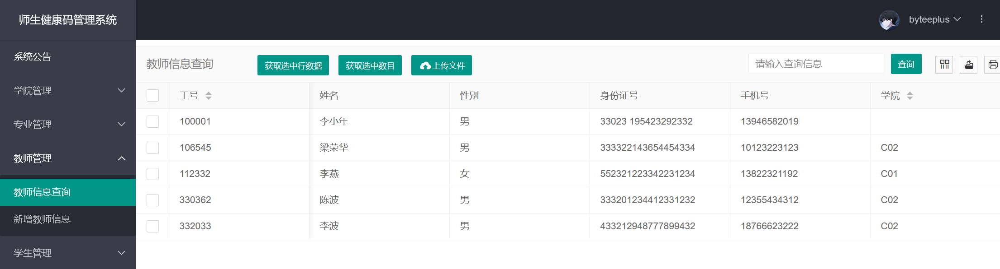 师生健康码管理系统
byteeplus
系统公告
学院管理
专业管理
教师管理
教师信息查询
新增教师信息
学生管理
教师信息查询 获取选中行数据 获取选中数目 上传文件 请输入查询信息 查询
工号 姓名 性别 身份证号 手机号 学院
100001 李小年 男 33023 195423292332 13946582019
106545 梁荣华 男 333322143654454334 10123223123 C02
112332 李燕 女 552321223342231234 13822321192 C01
330362 陈波 男 333201234412331232 12355434312 C02
332033 李波 男 433212948777899432 18766623222 C02